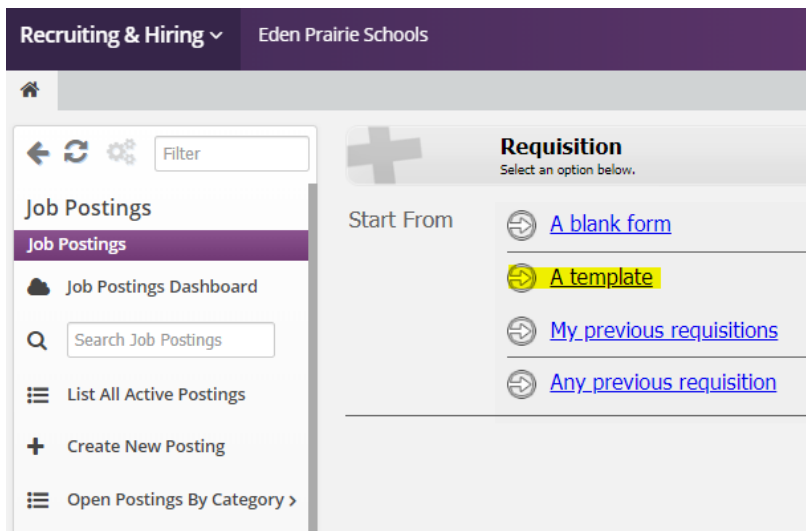 Recruiting & Hiring
Eden Prairie Schools
Filter
Job Postings
Job Postings
Job Postings Dashboard
Search Job Postings
List All Active Postings
Create New Posting
Open Postings By Category
Requisition
Select an option below.
Start From
A blank form
A template
My previous requisitions
Any previous requisition